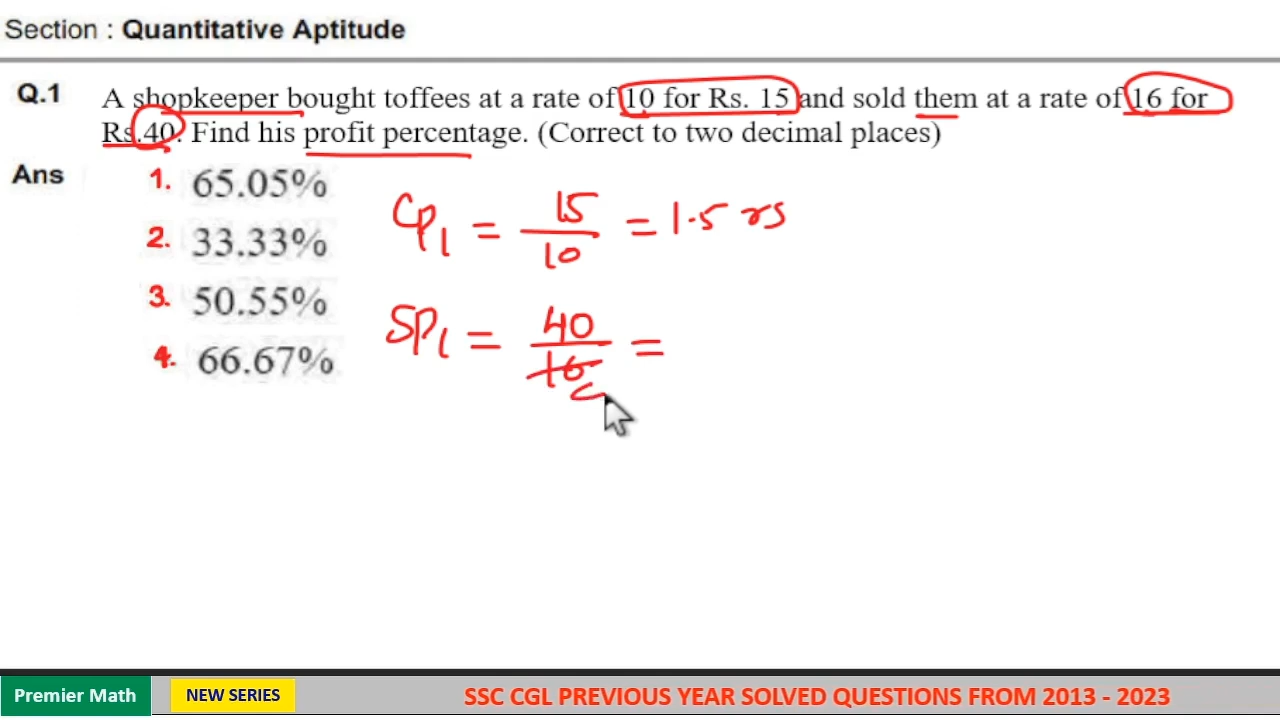 Section : Quantitative Aptitude
Q.1 A shopkeeper bought toffees at a rate of 10 for Rs. 15 and sold them at a rate of 16 for
Rs.40. Find his profit percentage. (Correct to two decimal places)
Ans 1. 65.05%
2. 33.33%
3. 50.55%
4. 66.67%
CP1 = 15/10 = 1.5 rs
SP1 = 40/16 =
Premier Math NEW SERIES SSC CGL PREVIOUS YEAR SOLVED QUESTIONS FROM 2013 - 2023